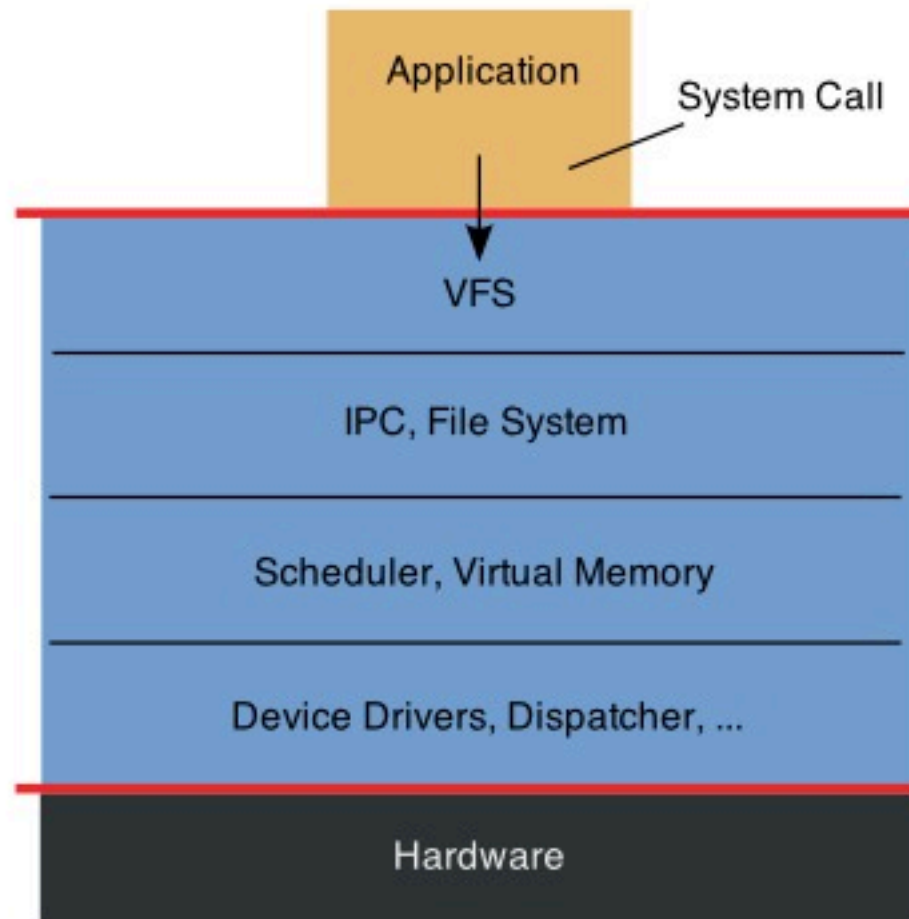 Application
System Call
VFS
IPC, File System
Scheduler, Virtual Memory
Device Drivers, Dispatcher, ...
Hardware